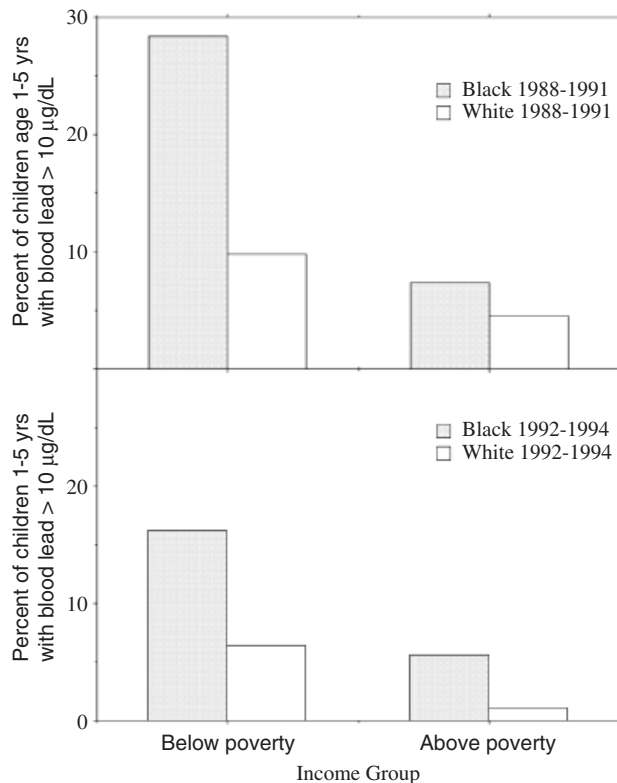 30
20
10
Percent of children age 1-5 yrs
with blood lead > 10 μg/dL
Black 1988-1991
White 1988-1991
20
10
0
Percent of children 1-5 yrs
with blood lead > 10 μg/dL
Black 1992-1994
White 1992-1994
Below poverty
Above poverty
Income Group